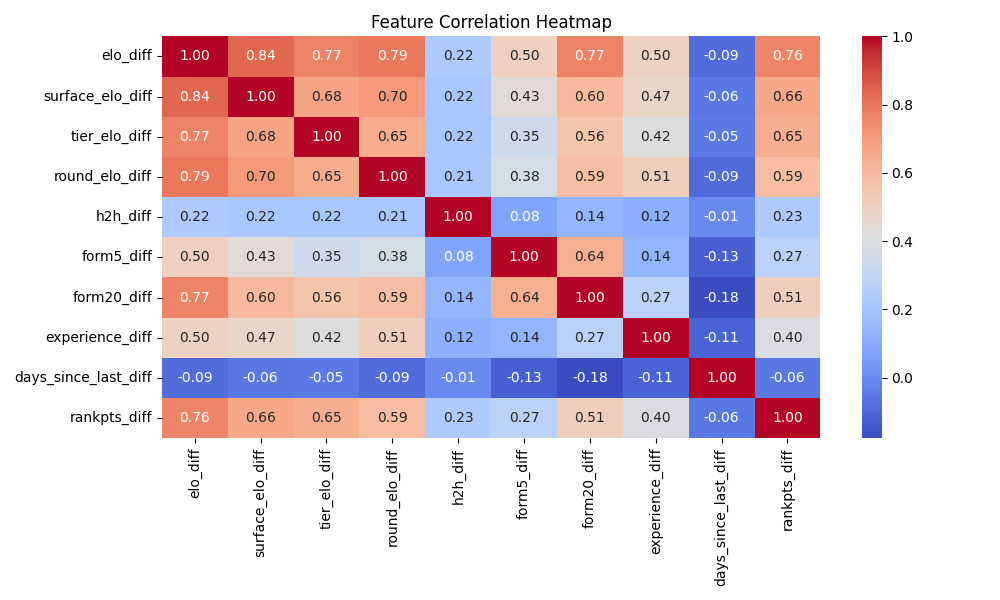 Feature Correlation Heatmap
elo_diff 1.00 0.84 0.77 0.79 0.22 0.50 0.77 0.50 -0.09 0.76
surface_elo_diff 0.84 1.00 0.68 0.70 0.22 0.43 0.60 0.47 -0.06 0.66
tier_elo_diff 0.77 0.68 1.00 0.65 0.22 0.35 0.56 0.42 -0.05 0.65
round_elo_diff 0.79 0.70 0.65 1.00 0.21 0.38 0.59 0.51 -0.09 0.59
h2h_diff 0.22 0.22 0.22 0.21 1.00 0.08 0.14 0.12 -0.01 0.23
form5_diff 0.50 0.43 0.35 0.38 0.08 1.00 0.64 0.14 -0.13 0.27
form20_diff 0.77 0.60 0.56 0.59 0.14 0.64 1.00 0.27 -0.18 0.51
experience_diff 0.50 0.47 0.42 0.51 0.12 0.14 0.27 1.00 -0.11 0.40
days_since_last_diff -0.09 -0.06 -0.05 -0.09 -0.01 -0.13 -0.18 -0.11 1.00 -0.06
rankpts_diff 0.76 0.66 0.65 0.59 0.23 0.27 0.51 0.40 -0.06 1.00
elo_diff
surface_elo_diff
tier_elo_diff
round_elo_diff
h2h_diff
form5_diff
form20_diff
experience_diff
days_since_last_diff
rankpts_diff
1.0
0.8
0.6
0.4
0.2
0.0